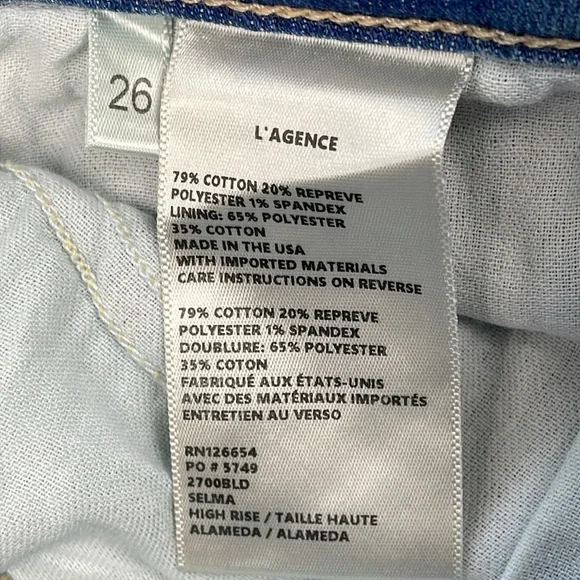 26
L'AGENCE
79% COTTON 20% REPREVE
POLYESTER 1% SPANDEX
LINING: 65% POLYESTER
35% COTTON
MADE IN THE USA
WITH IMPORTED MATERIALS
CARE INSTRUCTIONS ON REVERSE
79% COTTON 20% REPREVE
POLYESTER 1% SPANDEX
DOUBLURE: 65% POLYESTER
35% COTON
FABRIQUÉ AUX ÉTATS-UNIS
AVEC DES MATÉRIAUX IMPORTÉS
ENTRETIEN AU VERSO
RN126654
PO # 5749
2700BLD
SELMA
HIGH RISE / TAILLE HAUTE
ALAMEDA / ALAMEDA